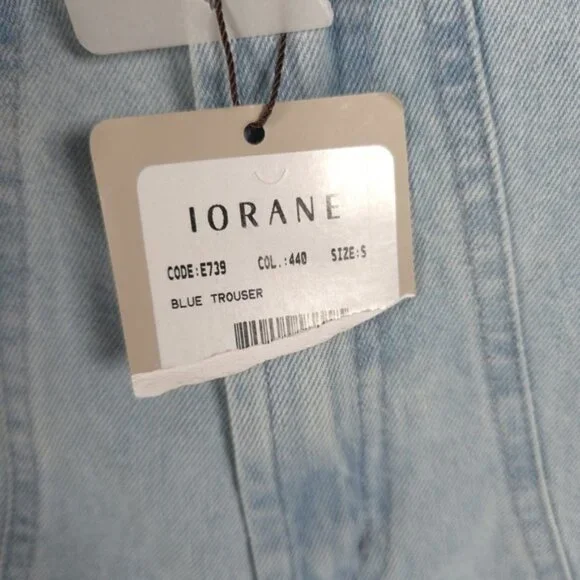 IORANE
CODE:E739 COL.:440 SIZE:S
BLUE TROUSER